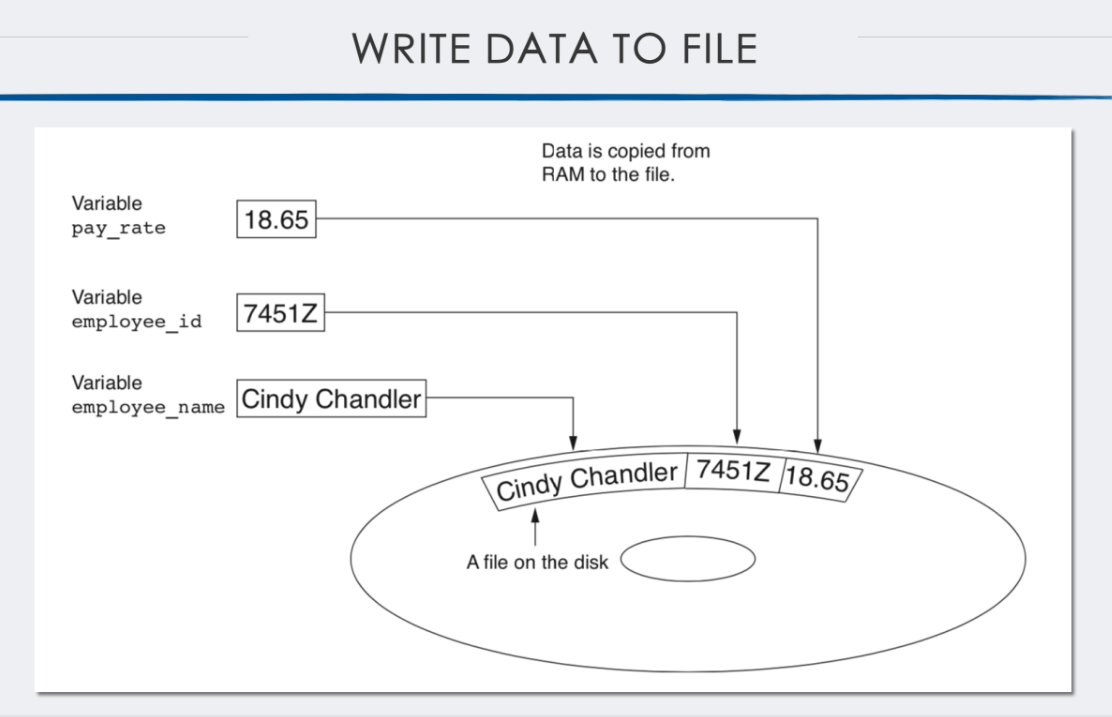 WRITE DATA TO FILE
Data is copied from
RAM to the file.
Variable
pay_rate
18.65
Variable
employee_id
7451Z
Variable
employee_name
Cindy Chandler
Cindy Chandler 7451Z 18.65
A file on the disk